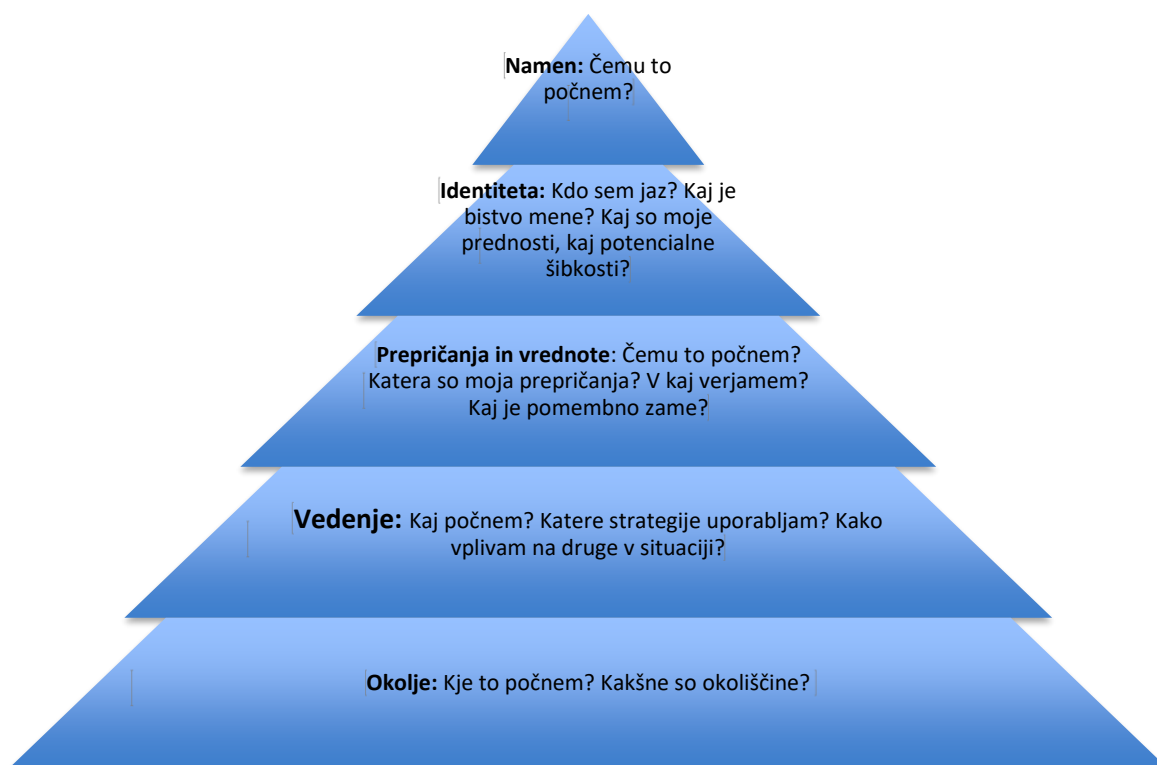 Namen: Čemu to
počnem?
Identiteta: Kdo sem jaz? Kaj je
bistvo mene? Kaj so moje
prednosti, kaj potencialne
šibkosti?
Prepričanja in vrednote: Čemu to počnem?
Katera so moja prepričanja? V kaj verjamem?
Kaj je pomembno zame?
Vedenje: Kaj počnem? Katere strategije uporabljam? Kako
vplivam na druge v situaciji?
Okolje: Kje to počnem? Kakšne so okoliščine?